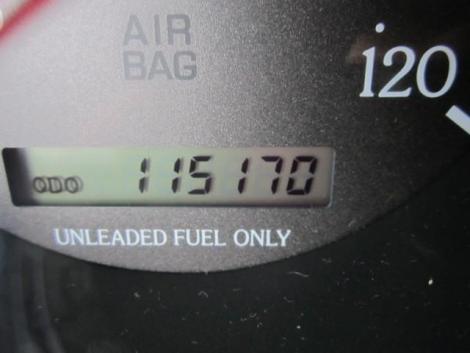 AIR
BAG
120
ODO 115170
UNLEADED FUEL ONLY